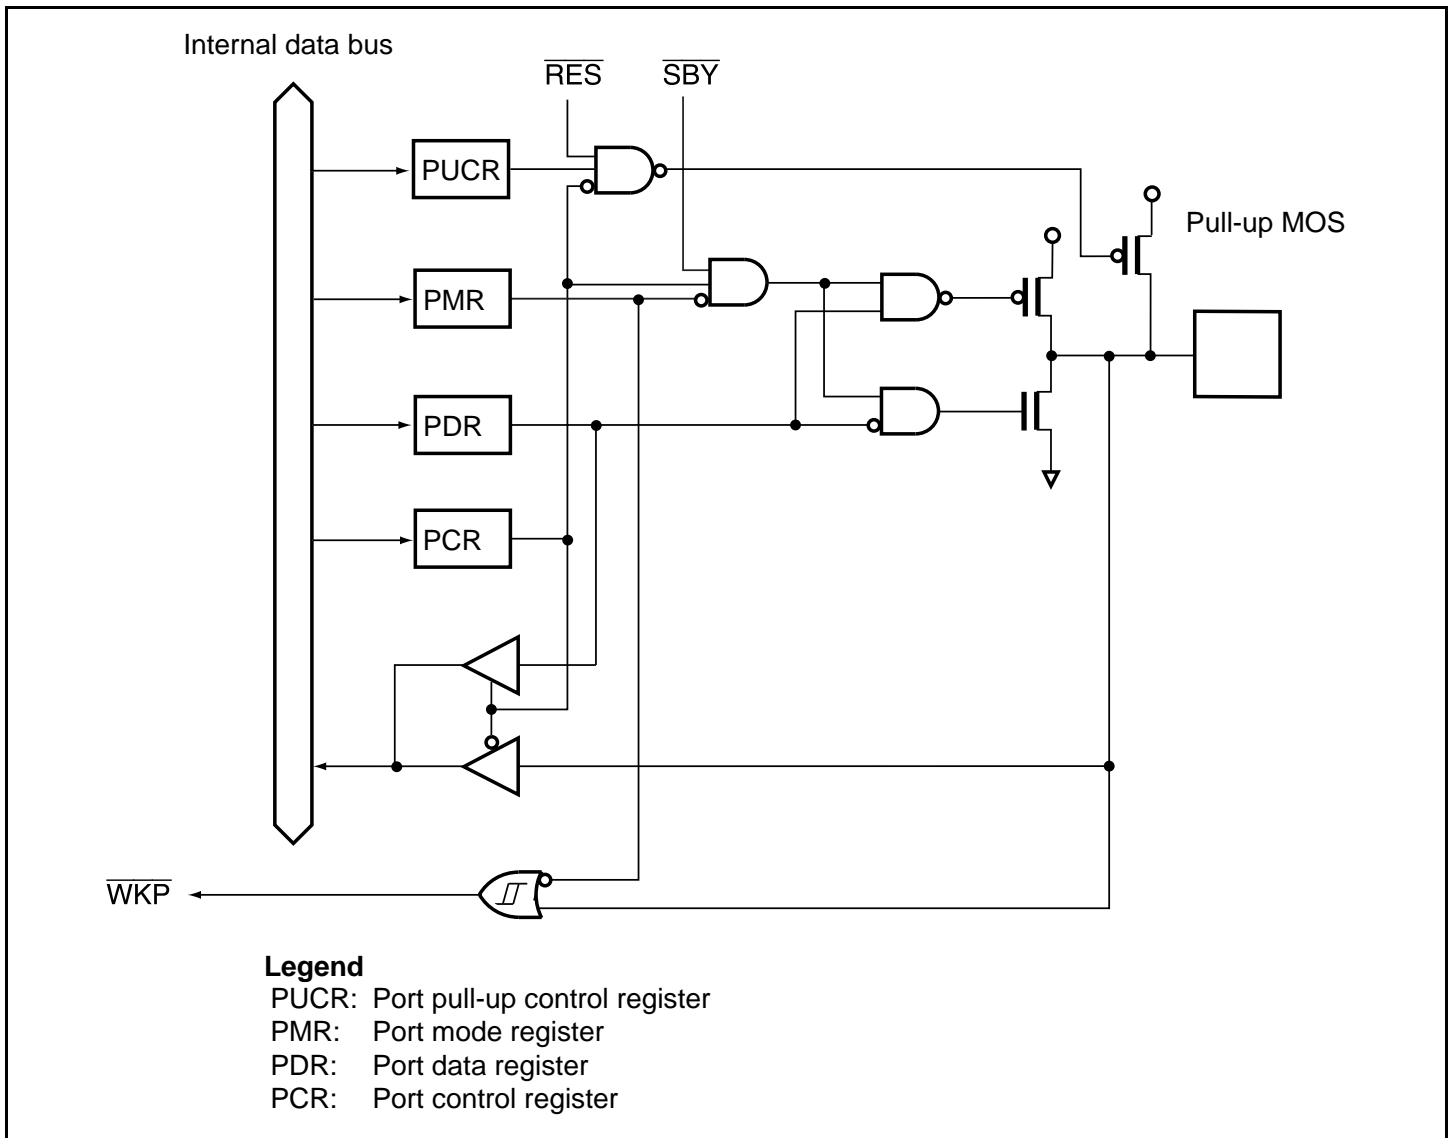 Internal data bus
RES
SBY
PUCR
Pull-up MOS
PMR
PDR
PCR
WKP
Legend
PUCR: Port pull-up control register
PMR: Port mode register
PDR: Port data register
PCR: Port control register